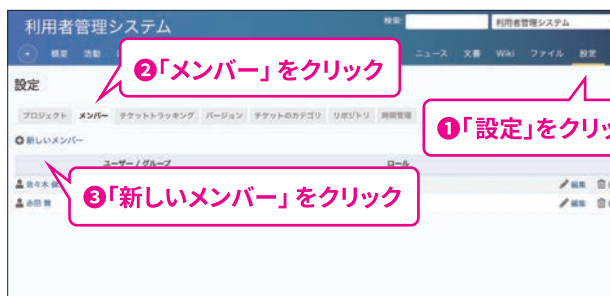 利用者管理システム
検索:
利用者管理システム
+ 概要 活動
ニュース 文書 Wiki ファイル 設定
❷「メンバー」をクリック
設定
プロジェクト メンバー チケットトラッキング バージョン チケットのカテゴリ リポジトリ 時間管理
❶「設定」をクリッ
新しいメンバー
ユーザー / グループ
ロール
佐々木
編集
❸「新しいメンバー」をクリック
編集